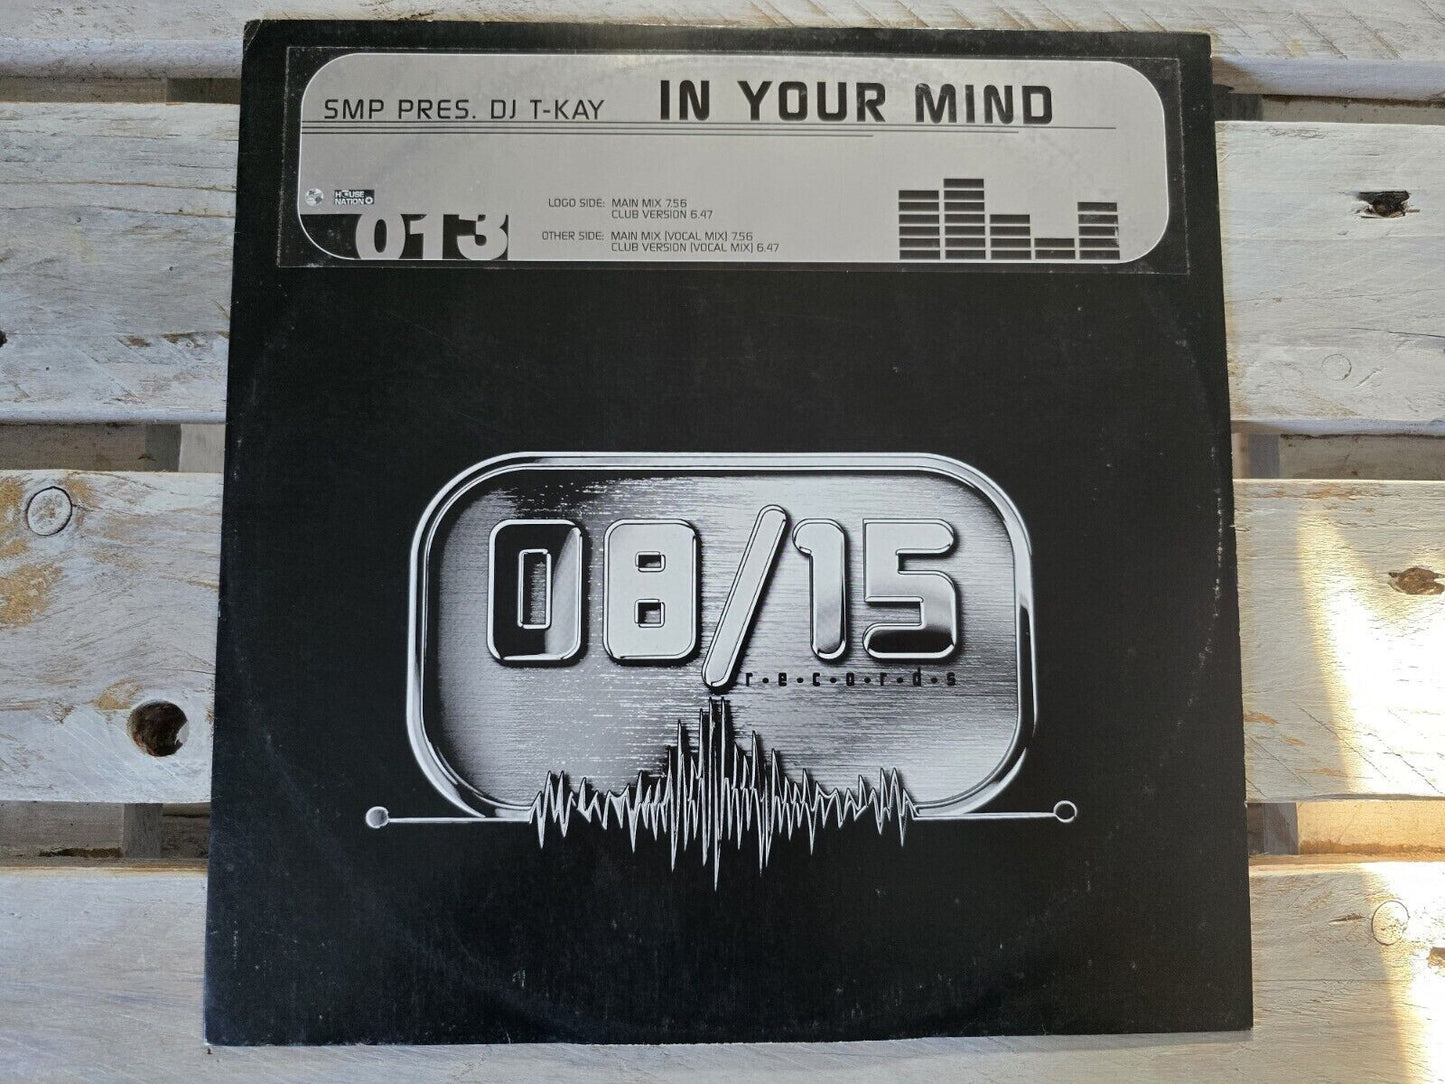 SMP PRES. DJ T-KAY IN YOUR MIND
HOUSE
NATION
013
LOGO SIDE: MAIN MIX 7.56
CLUB VERSION 6.47
OTHER SIDE: MAIN MIX (VOCAL MIX) 7.56
CLUB VERSION (VOCAL MIX) 6.47
08/15
r•e•c•o•r•d•s